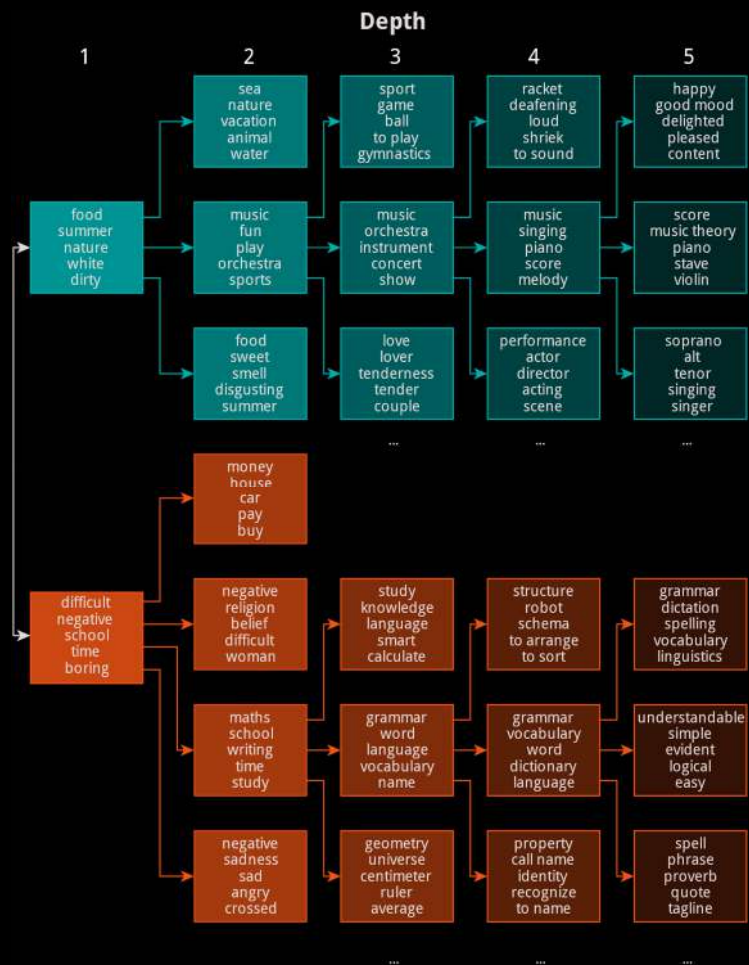 Depth
1
2
3
4
5
sea
nature
vacation
animal
water
sport
game
ball
to play
gymnastics
racket
deafening
loud
shriek
to sound
happy
good mood
delighted
pleased
content
food
summer
nature
white
dirty
music
fun
play
orchestra
sports
music
orchestra
instrument
concert
show
music
singing
piano
score
melody
score
music theory
piano
stave
violin
food
sweet
smell
disgusting
summer
love
lover
tenderness
tender
couple
performance
actor
director
acting
scene
soprano
alt
tenor
singing
singer
...
...
...
money
house
car
pay
buy
difficult
negative
school
time
boring
negative
religion
belief
difficult
woman
study
knowledge
language
smart
calculate
structure
robot
schema
to arrange
to sort
grammar
dictation
spelling
vocabulary
linguistics
maths
school
writing
time
study
grammar
word
language
vocabulary
name
grammar
vocabulary
word
dictionary
language
understandable
simple
evident
logical
easy
negative
sadness
sad
angry
crossed
geometry
universe
centimeter
ruler
average
property
call name
identity
recognize
to name
spell
phrase
proverb
quote
tagline
...
...
...